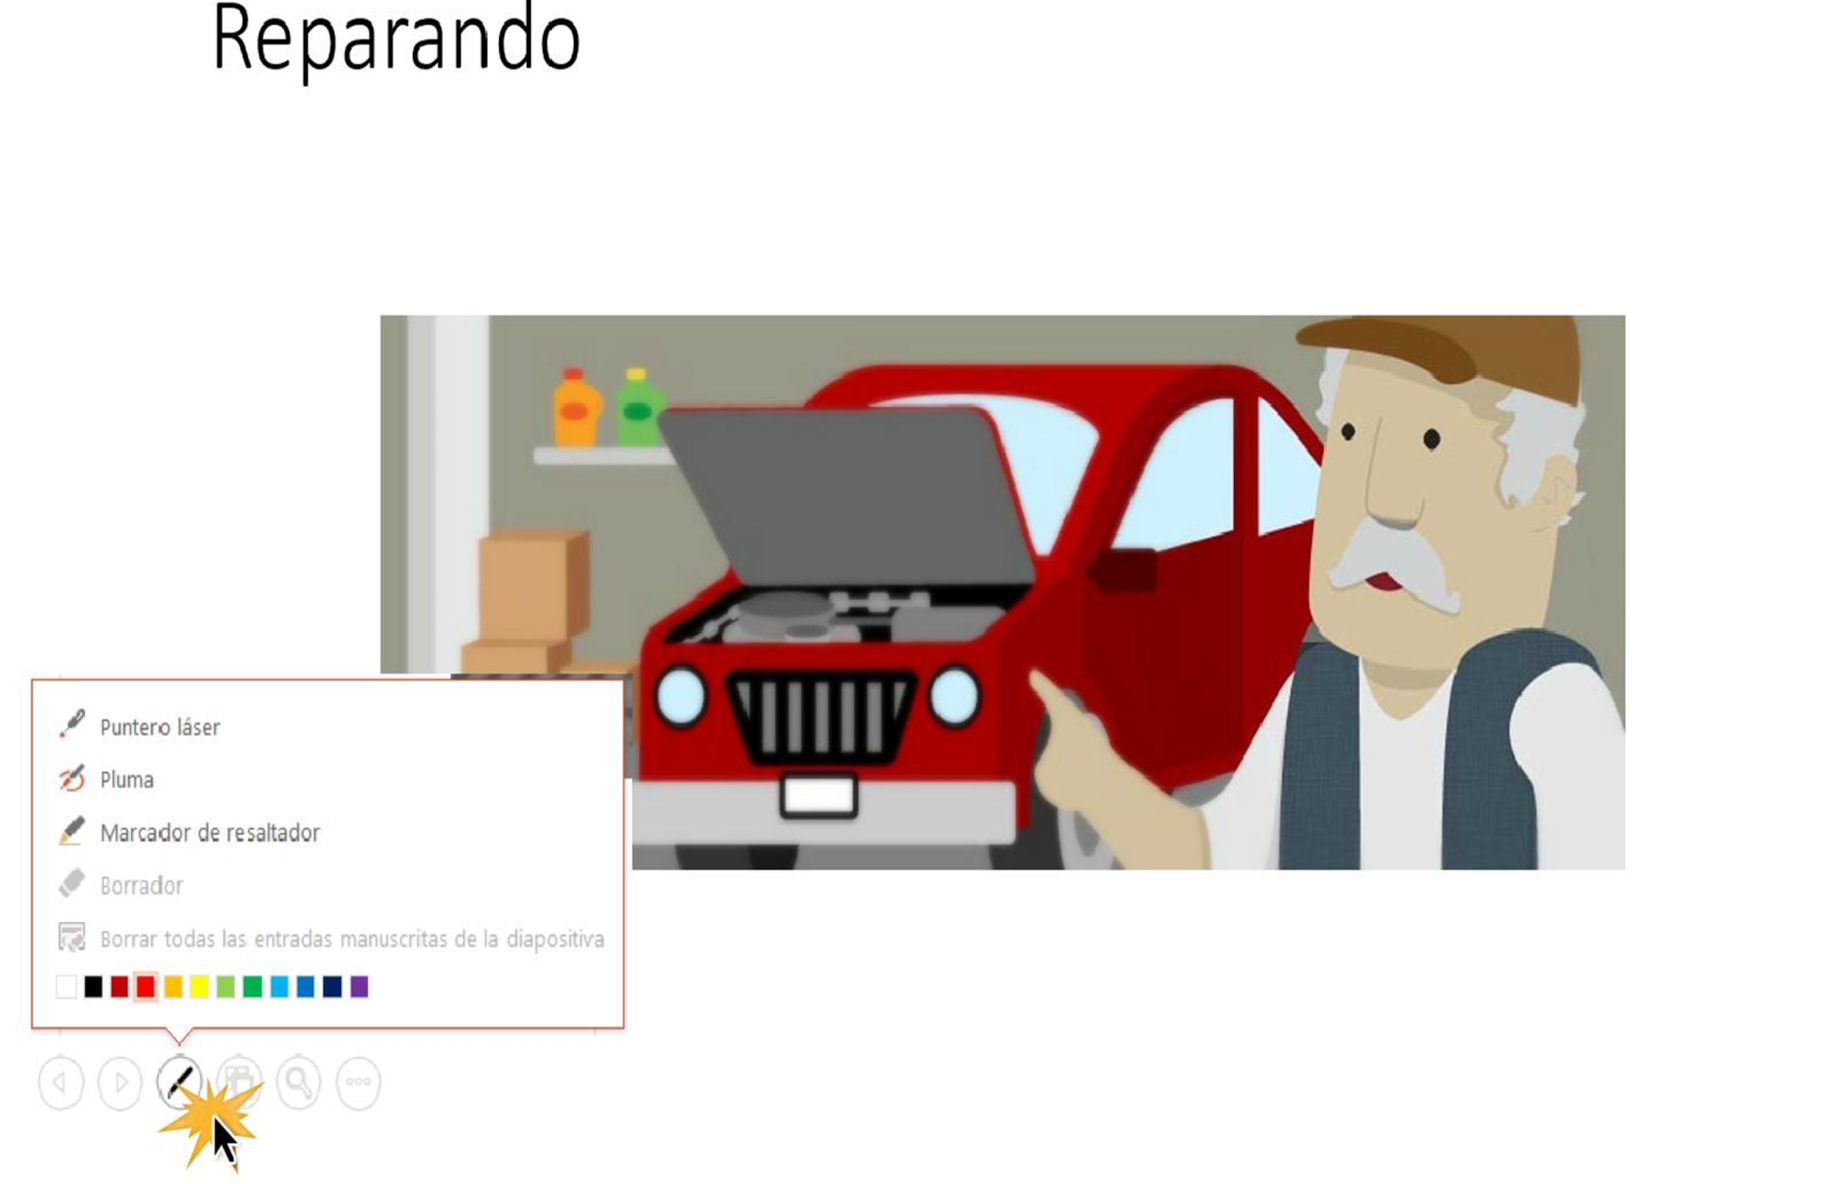 Reparando
Puntero láser
Pluma
Marcador de resaltador
Borrador
Borrar todas las entradas manuscritas de la diapositiva